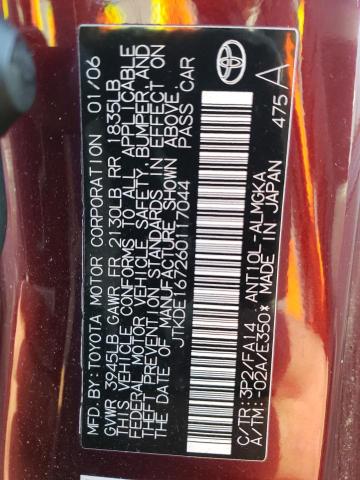 MFD. BY: TOYOTA MOTOR CORPORATION 01/06
GVWR 3945LB GAWR FR 2130LB RR 1835LB
THIS VEHICLE CONFORMS TO ALL APPLICABLE
FEDERAL MOTOR VEHICLE SAFETY, BUMPER, AND
THEFT PREVENTION STANDARDS IN EFFECT ON
THE DATE OF MANUFACTURE SHOWN ABOVE.
JTKDE167260117044 PASS CAR
C/TR: 3P2/FA14 ANT10L-ALMGKA
A/TM: -02A/E350* MADE IN JAPAN 475 A
TOYOTA